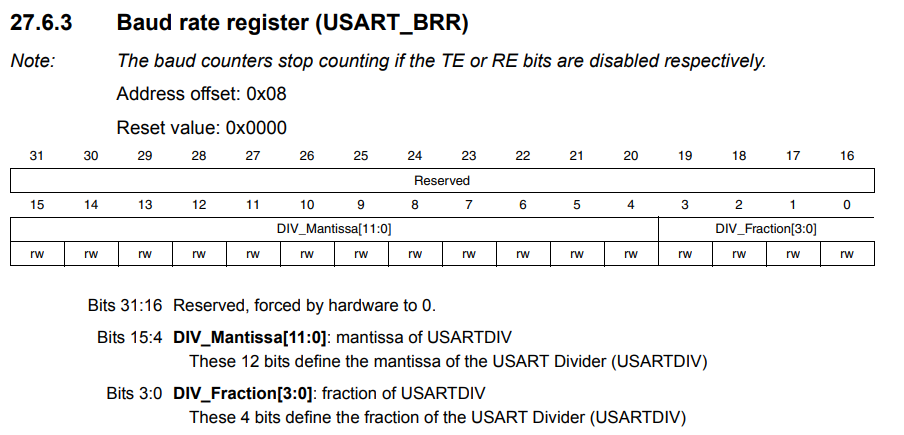 27.6.3 Baud rate register (USART_BRR)
Note: The baud counters stop counting if the TE or RE bits are disabled respectively.
Address offset: 0x08
Reset value: 0x0000
31 30 29 28 27 26 25 24 23 22 21 20 19 18 17 16
Reserved
15 14 13 12 11 10 9 8 7 6 5 4 3 2 1 0
DIV_Mantissa[11:0] DIV_Fraction[3:0]
rw rw rw rw rw rw rw rw rw rw rw rw rw rw rw rw
Bits 31:16 Reserved, forced by hardware to 0.
Bits 15:4 DIV_Mantissa[11:0]: mantissa of USARTDIV
These 12 bits define the mantissa of the USART Divider (USARTDIV)
Bits 3:0 DIV_Fraction[3:0]: fraction of USARTDIV
These 4 bits define the fraction of the USART Divider (USARTDIV)